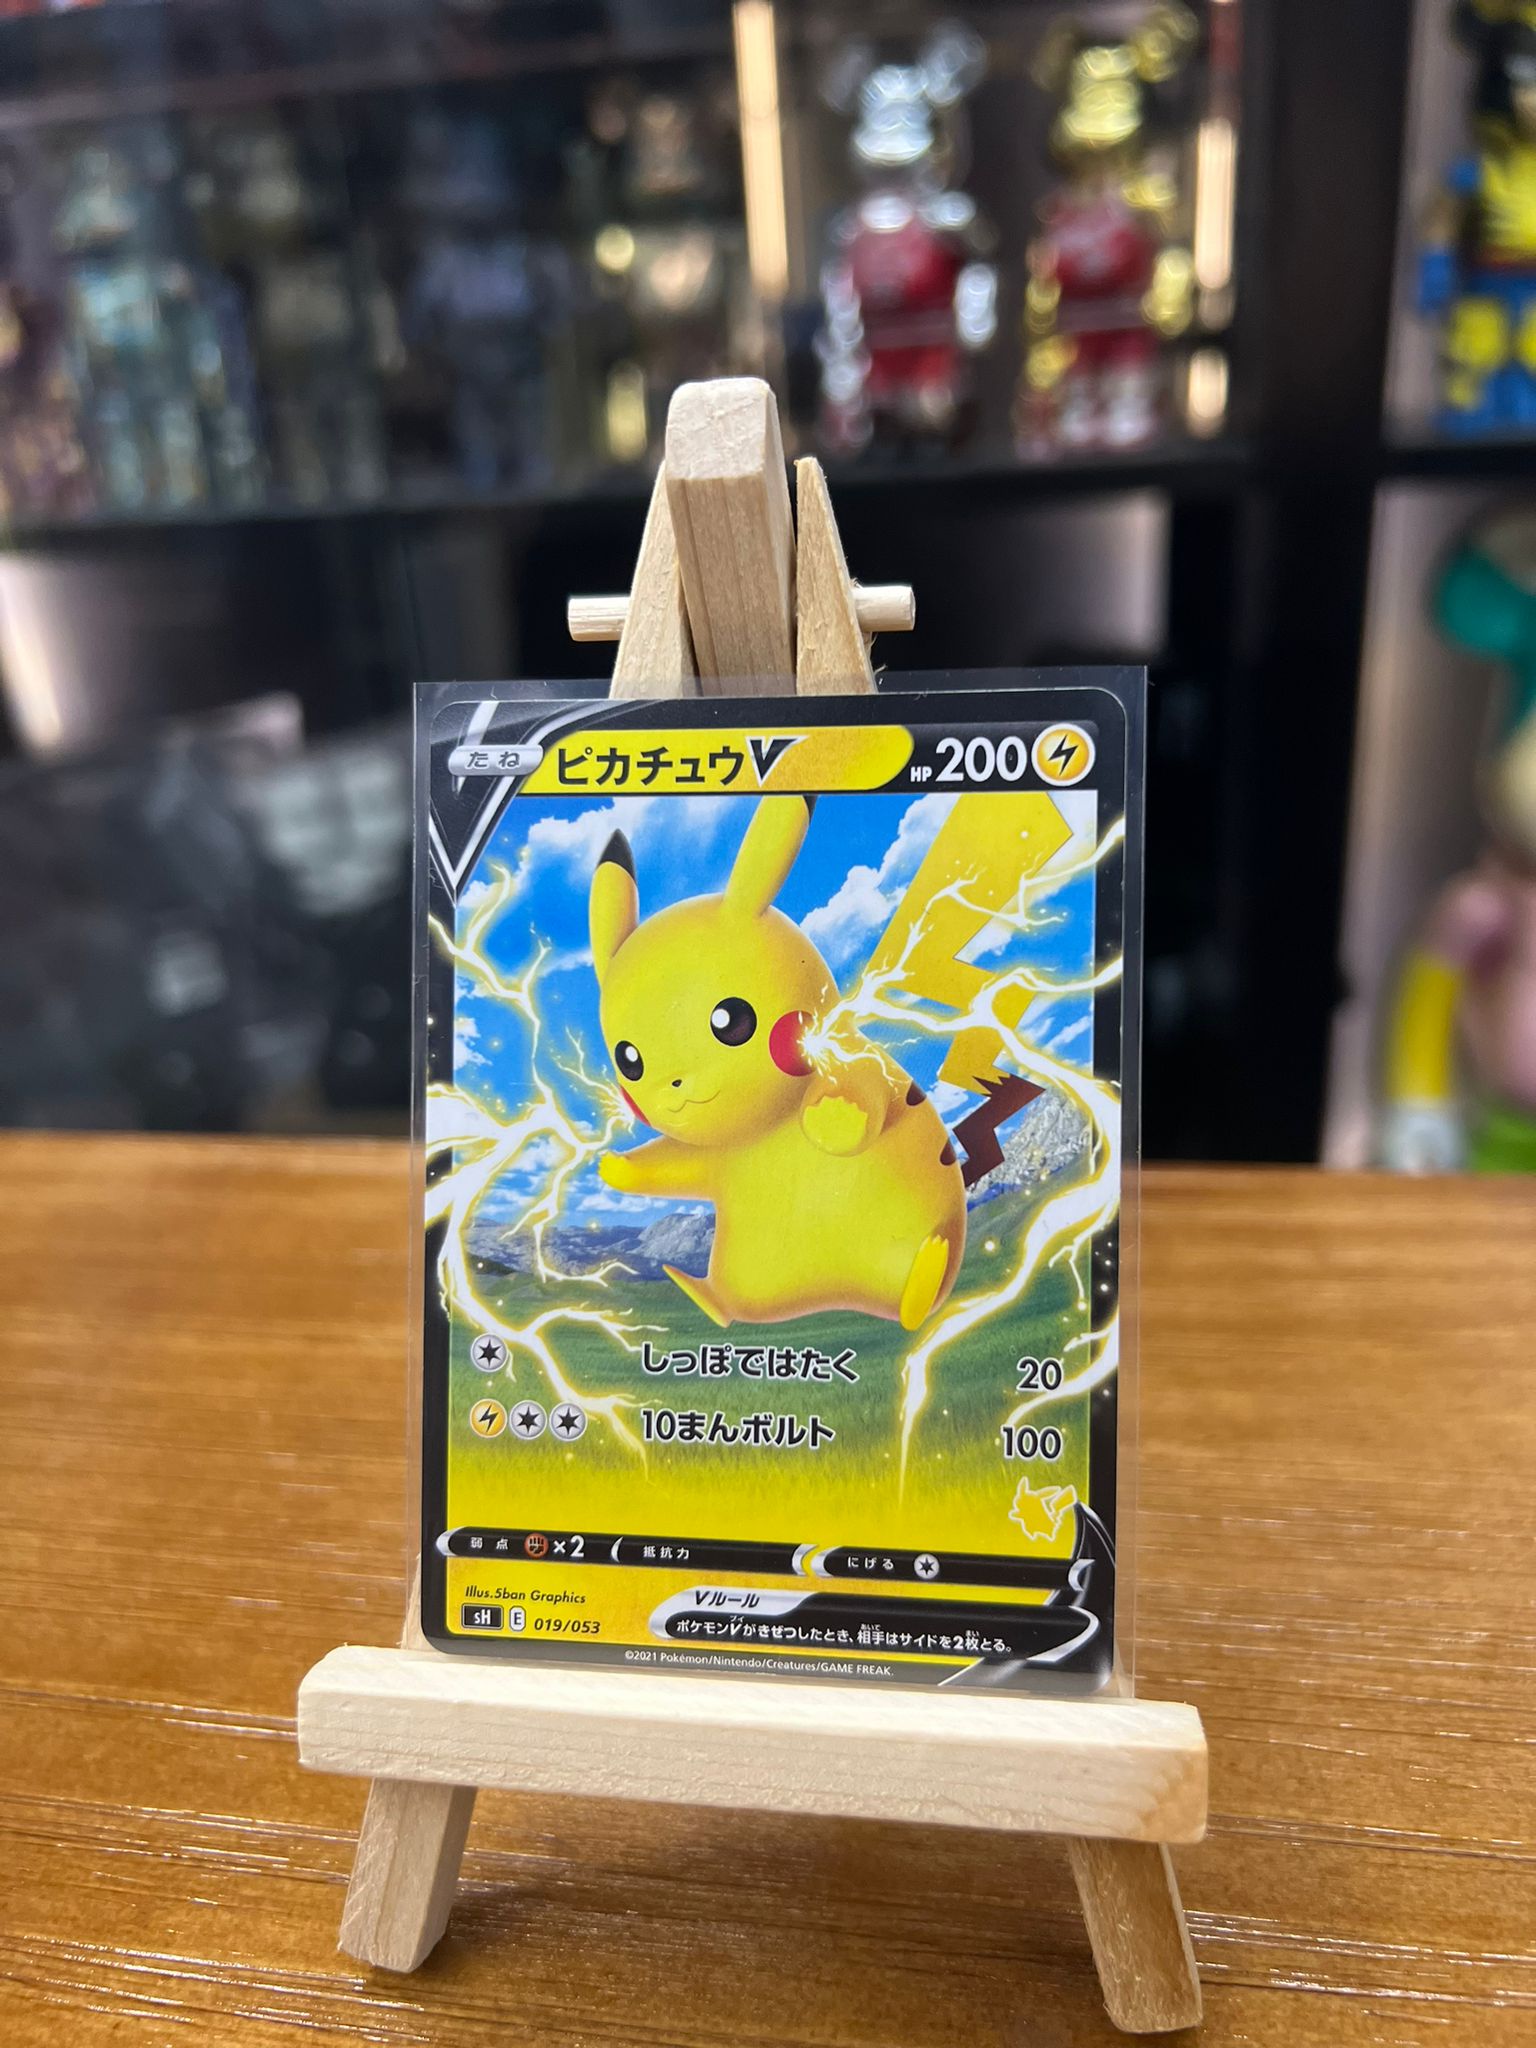 たね ピカチュウV HP 200
しっぽではたく 20
10まんボルト 100
弱点 ×2 抵抗力 にげる
Illus.5ban Graphics
Vルール
sH E 019/053
ポケモンVがきぜつしたとき、相手はサイドを2枚とる。
©2021 Pokémon/Nintendo/Creatures/GAME FREAK.